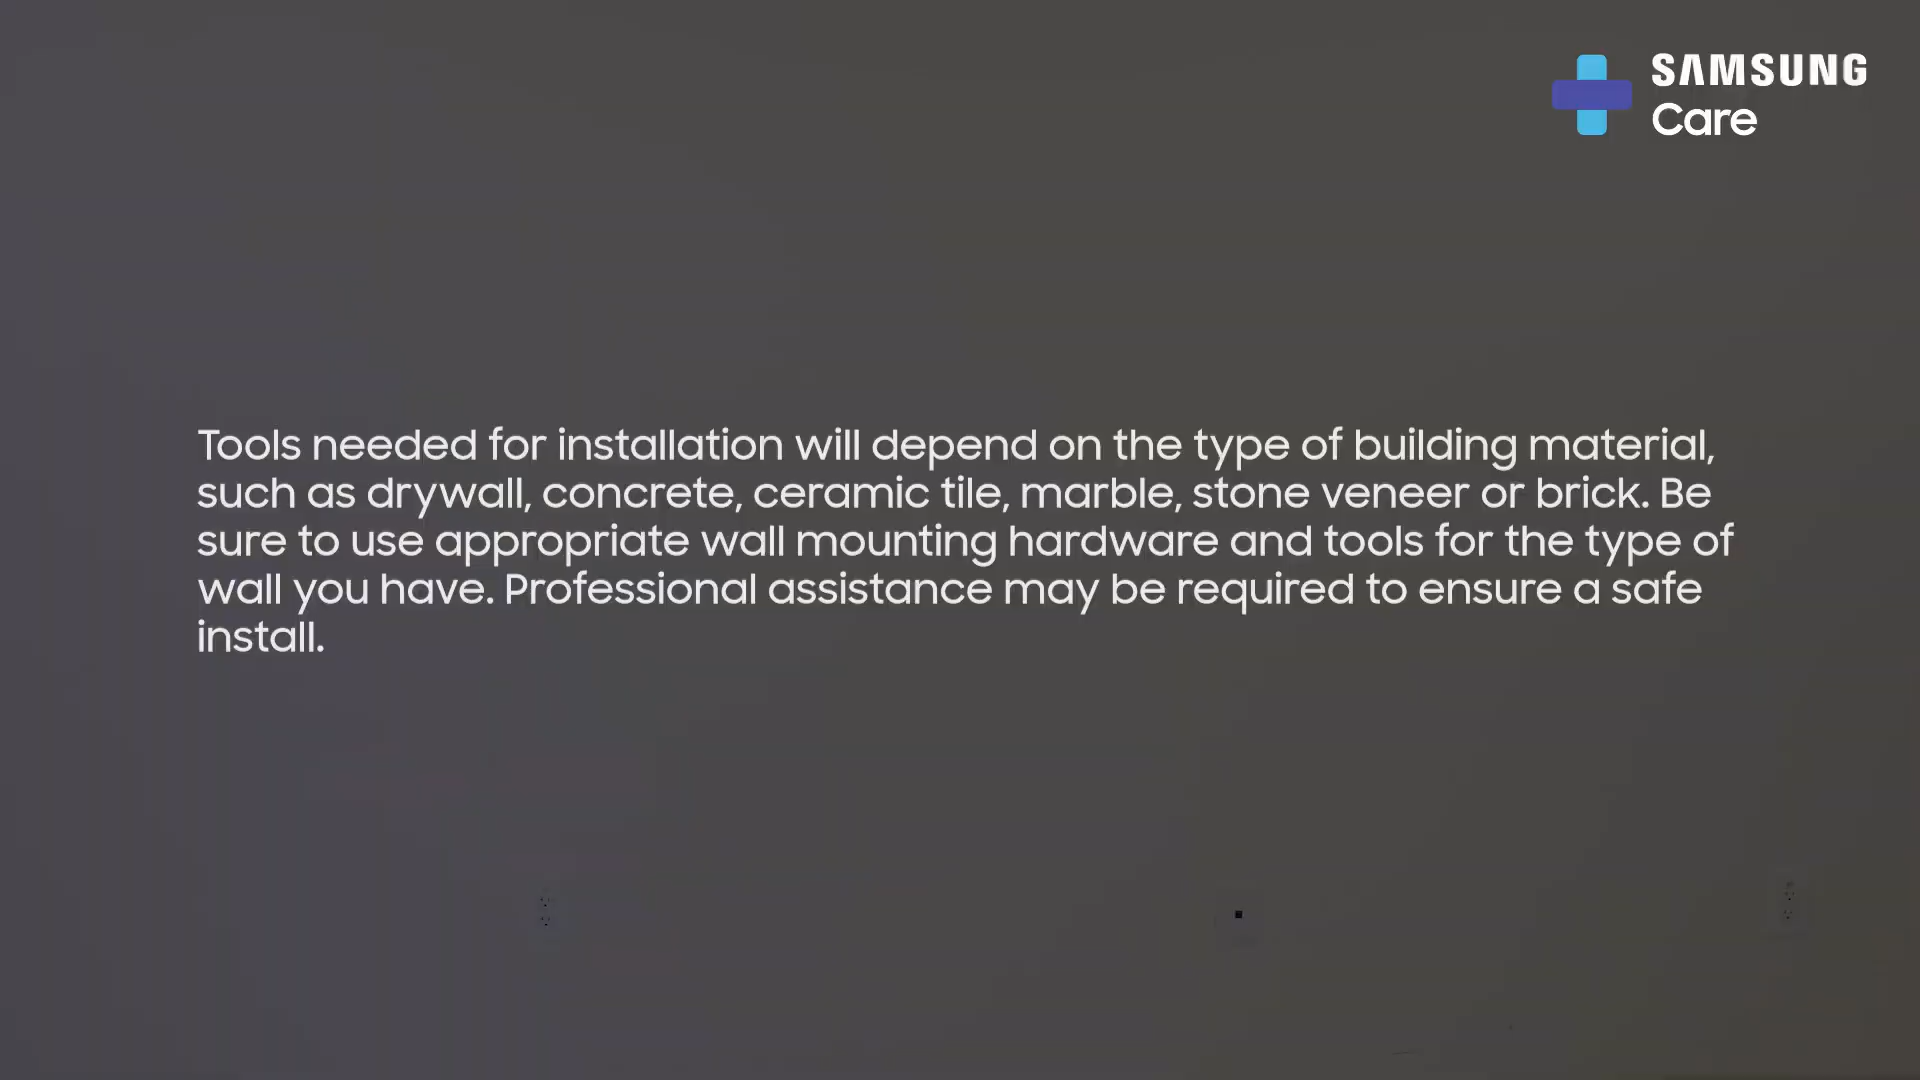 SAMSUNG
Care
Tools needed for installation will depend on the type of building material,
such as drywall, concrete, ceramic tile, marble, stone veneer or brick. Be
sure to use appropriate wall mounting hardware and tools for the type of
wall you have. Professional assistance may be required to ensure a safe
install.